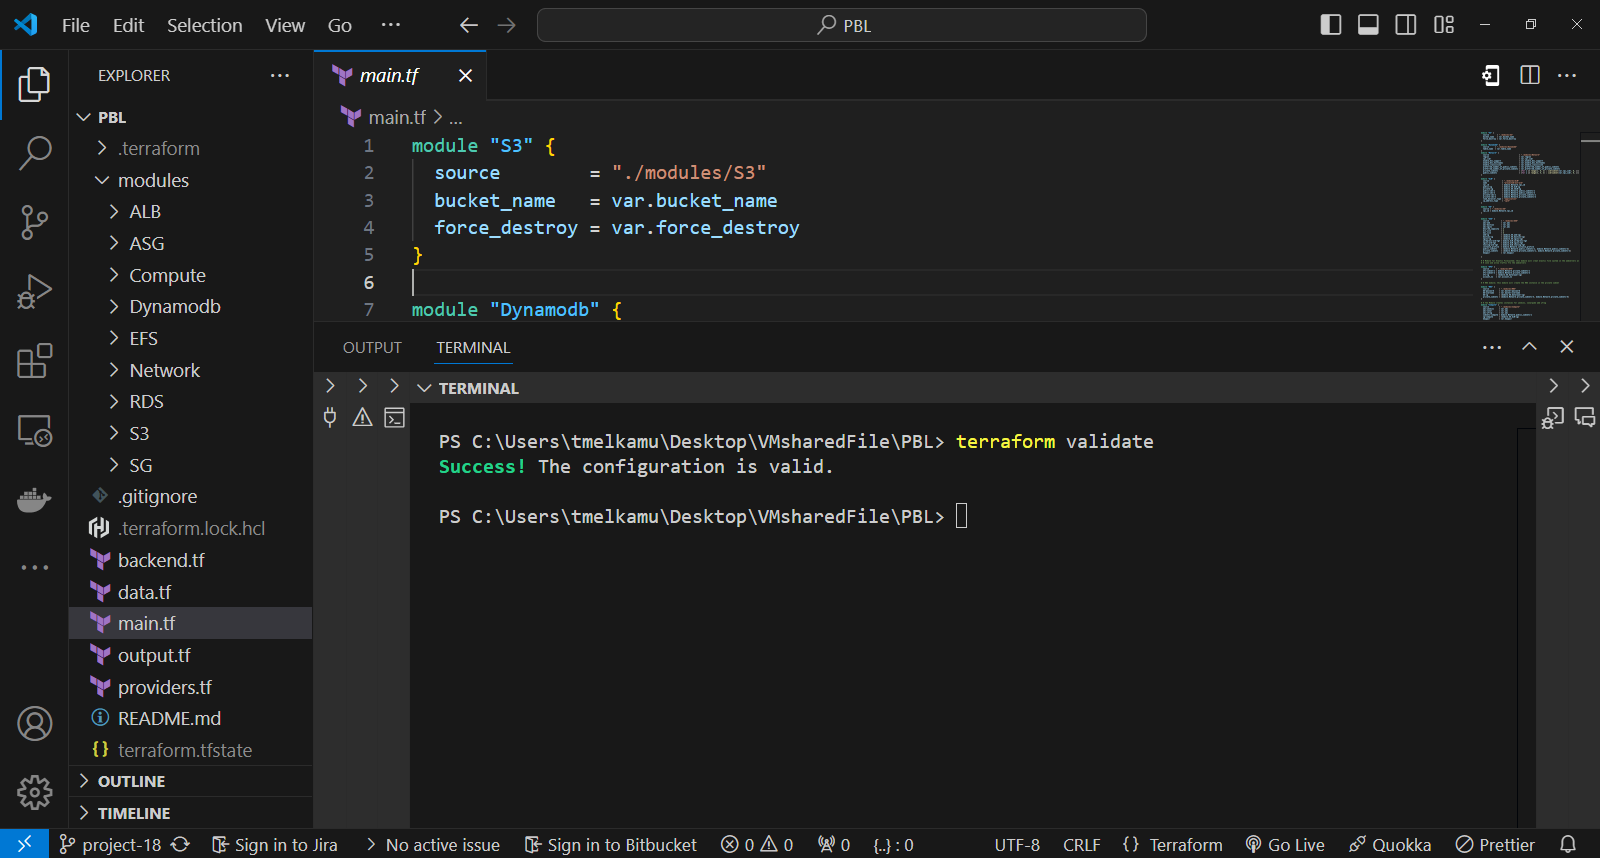 File Edit Selection View Go ··· PBL
EXPLORER
PBL
.terraform
modules
ALB
ASG
Compute
Dynamodb
EFS
Network
RDS
S3
SG
.gitignore
.terraform.lock.hcl
backend.tf
data.tf
main.tf
output.tf
providers.tf
README.md
terraform.tfstate
OUTLINE
TIMELINE
main.tf
main.tf > ...
1 module "S3" {
2 source = "./modules/S3"
3 bucket_name = var.bucket_name
4 force_destroy = var.force_destroy
5 }
6
7 module "Dynamodb" {
OUTPUT TERMINAL
TERMINAL
PS C:\Users\tmelkamu\Desktop\VMsharedFile\PBL> terraform validate
Success! The configuration is valid.
PS C:\Users\tmelkamu\Desktop\VMsharedFile\PBL>
project-18 Sign in to Jira No active issue Sign in to Bitbucket 0 0 0 {..} : 0 UTF-8 CRLF {} Terraform Go Live Quokka Prettier